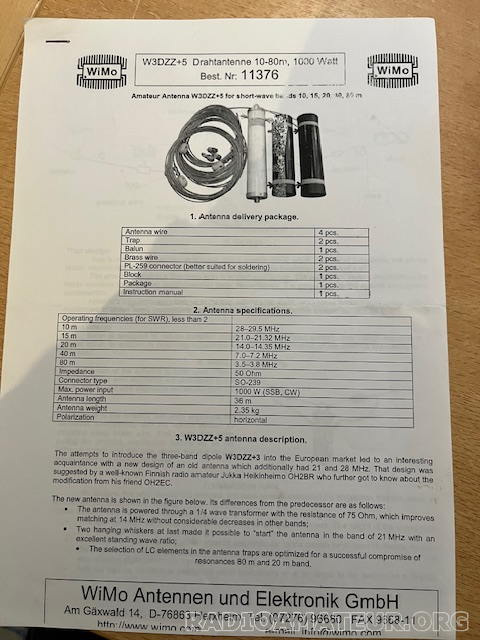 W3DZZ+5 Drahtantenne 10-80m, 1000 Watt
WiMo
Best. Nr: 11376
WiMo
Amateur Antenna W3DZZ+5 for short-wave bands 10, 15, 20, 40, 80 m
1. Antenna delivery package.
Antenna wire 4 pcs.
Trap 2 pcs.
Balun 1 pcs.
Brass wire 2 pcs.
PL-259 connector (better suited for soldering) 2 pcs.
Block 1 pcs.
Package 1 pcs.
Instruction manual 1 pcs.
2. Antenna specifications.
Operating frequencies (for SWR), less than 2
10 m 28–29.5 MHz
15 m 21.0–21.32 MHz
20 m 14.0–14.35 MHz
40 m 7.0–7.2 MHz
80 m 3.5–3.8 MHz
Impedance 50 Ohm
Connector type SO-239
Max. power input 1000 W (SSB, CW)
Antenna length 36 m
Antenna weight 2.35 kg
Polarization horizontal
3. W3DZZ+5 antenna description.
The attempts to introduce the three-band dipole W3DZZ+3 into the European market led to an interesting
acquaintance with a new design of an old antenna which additionally had 21 and 28 MHz. That design was
suggested by a well-known Finnish radio amateur Jukka Heikinheimo OH2BR who further got to know about the
modification from his friend OH2EC.
The new antenna is shown in the figure below. Its differences from the predecessor are as follows:
• The antenna is powered through a 1/4 wave transformer with the resistance of 75 Ohm, which improves
matching at 14 MHz without considerable decreases in other bands;
• Two hanging whiskers at last made it possible to "start" the antenna in the band of 21 MHz with an
excellent standing wave ratio;
• The selection of LC elements in the antenna traps are optimized for a successful compromise of
resonances 80 m and 20 m band.
WiMo Antennen und Elektronik GmbH
Am Gäxwald 14, D-76863 Herxheim Tel. (07276) 96680 FAX 9668-11
http://www.wimo.com email: info@wimo.com
RADIOAMATEUR.ORG